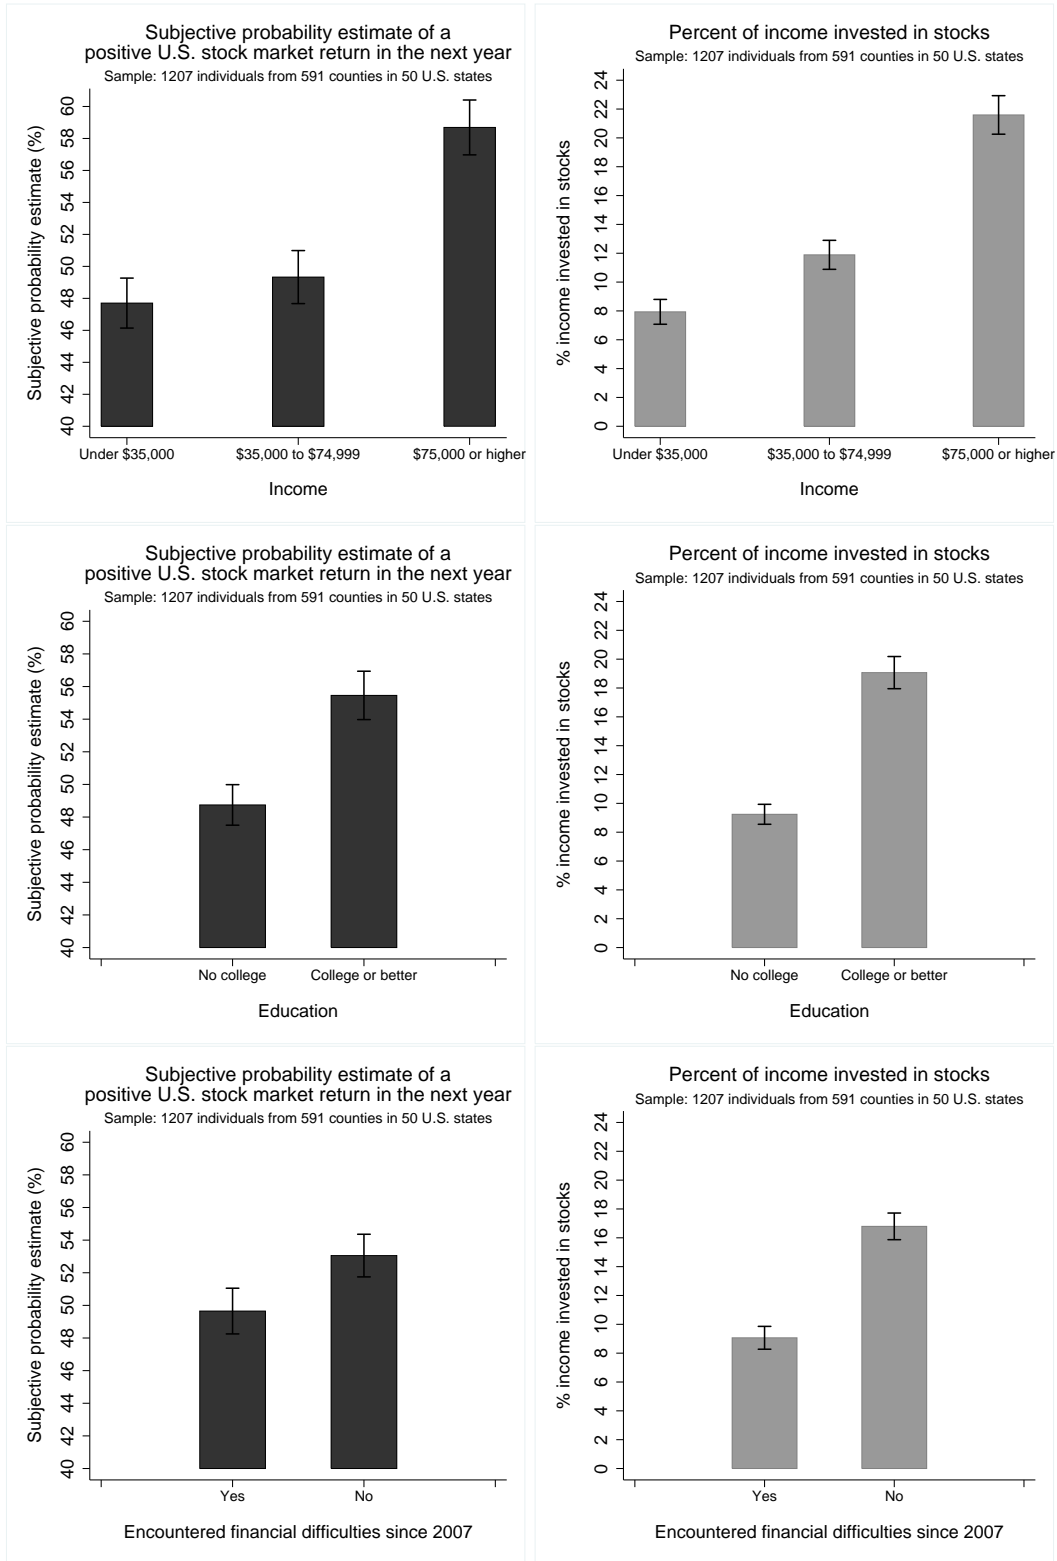 Subjective probability estimate of a
positive U.S. stock market return in the next year
Sample: 1207 individuals from 591 counties in 50 U.S. states
Subjective probability estimate (%)
60
58
56
54
52
50
48
46
44
42
40
Under $35,000 $35,000 to $74,999 $75,000 or higher
Income
Percent of income invested in stocks
Sample: 1207 individuals from 591 counties in 50 U.S. states
% income invested in stocks
24
22
20
18
16
14
12
10
8
6
4
2
0
Under $35,000 $35,000 to $74,999 $75,000 or higher
Income
Subjective probability estimate of a
positive U.S. stock market return in the next year
Sample: 1207 individuals from 591 counties in 50 U.S. states
Subjective probability estimate (%)
60
58
56
54
52
50
48
46
44
42
40
No college College or better
Education
Percent of income invested in stocks
Sample: 1207 individuals from 591 counties in 50 U.S. states
% income invested in stocks
24
22
20
18
16
14
12
10
8
6
4
2
0
No college College or better
Education
Subjective probability estimate of a
positive U.S. stock market return in the next year
Sample: 1207 individuals from 591 counties in 50 U.S. states
Subjective probability estimate (%)
60
58
56
54
52
50
48
46
44
42
40
Yes No
Encountered financial difficulties since 2007
Percent of income invested in stocks
Sample: 1207 individuals from 591 counties in 50 U.S. states
% income invested in stocks
24
22
20
18
16
14
12
10
8
6
4
2
0
Yes No
Encountered financial difficulties since 2007